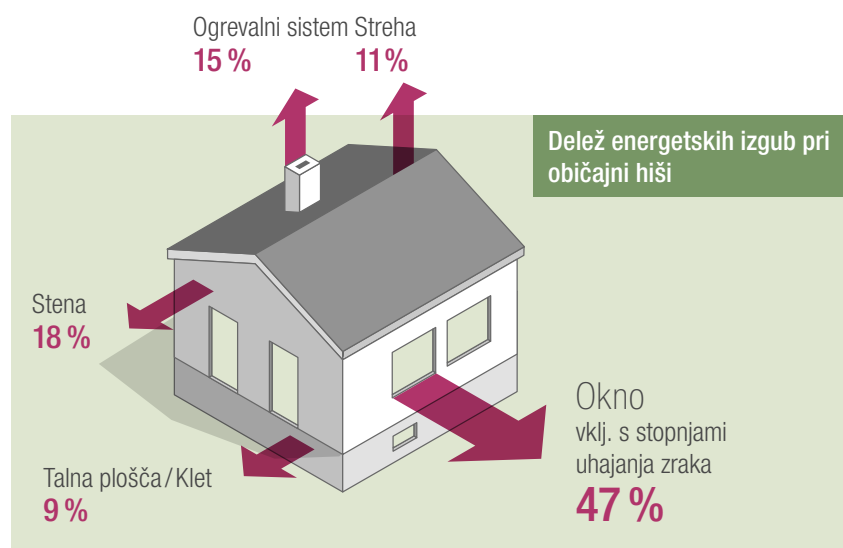 Ogrevalni sistem Streha
15 % 11 %
Delež energetskih izgub pri
običajni hiši
Stena
18 %
Okno
vklj. s stopnjami
uhajanja zraka
47 %
Talna plošča / Klet
9 %